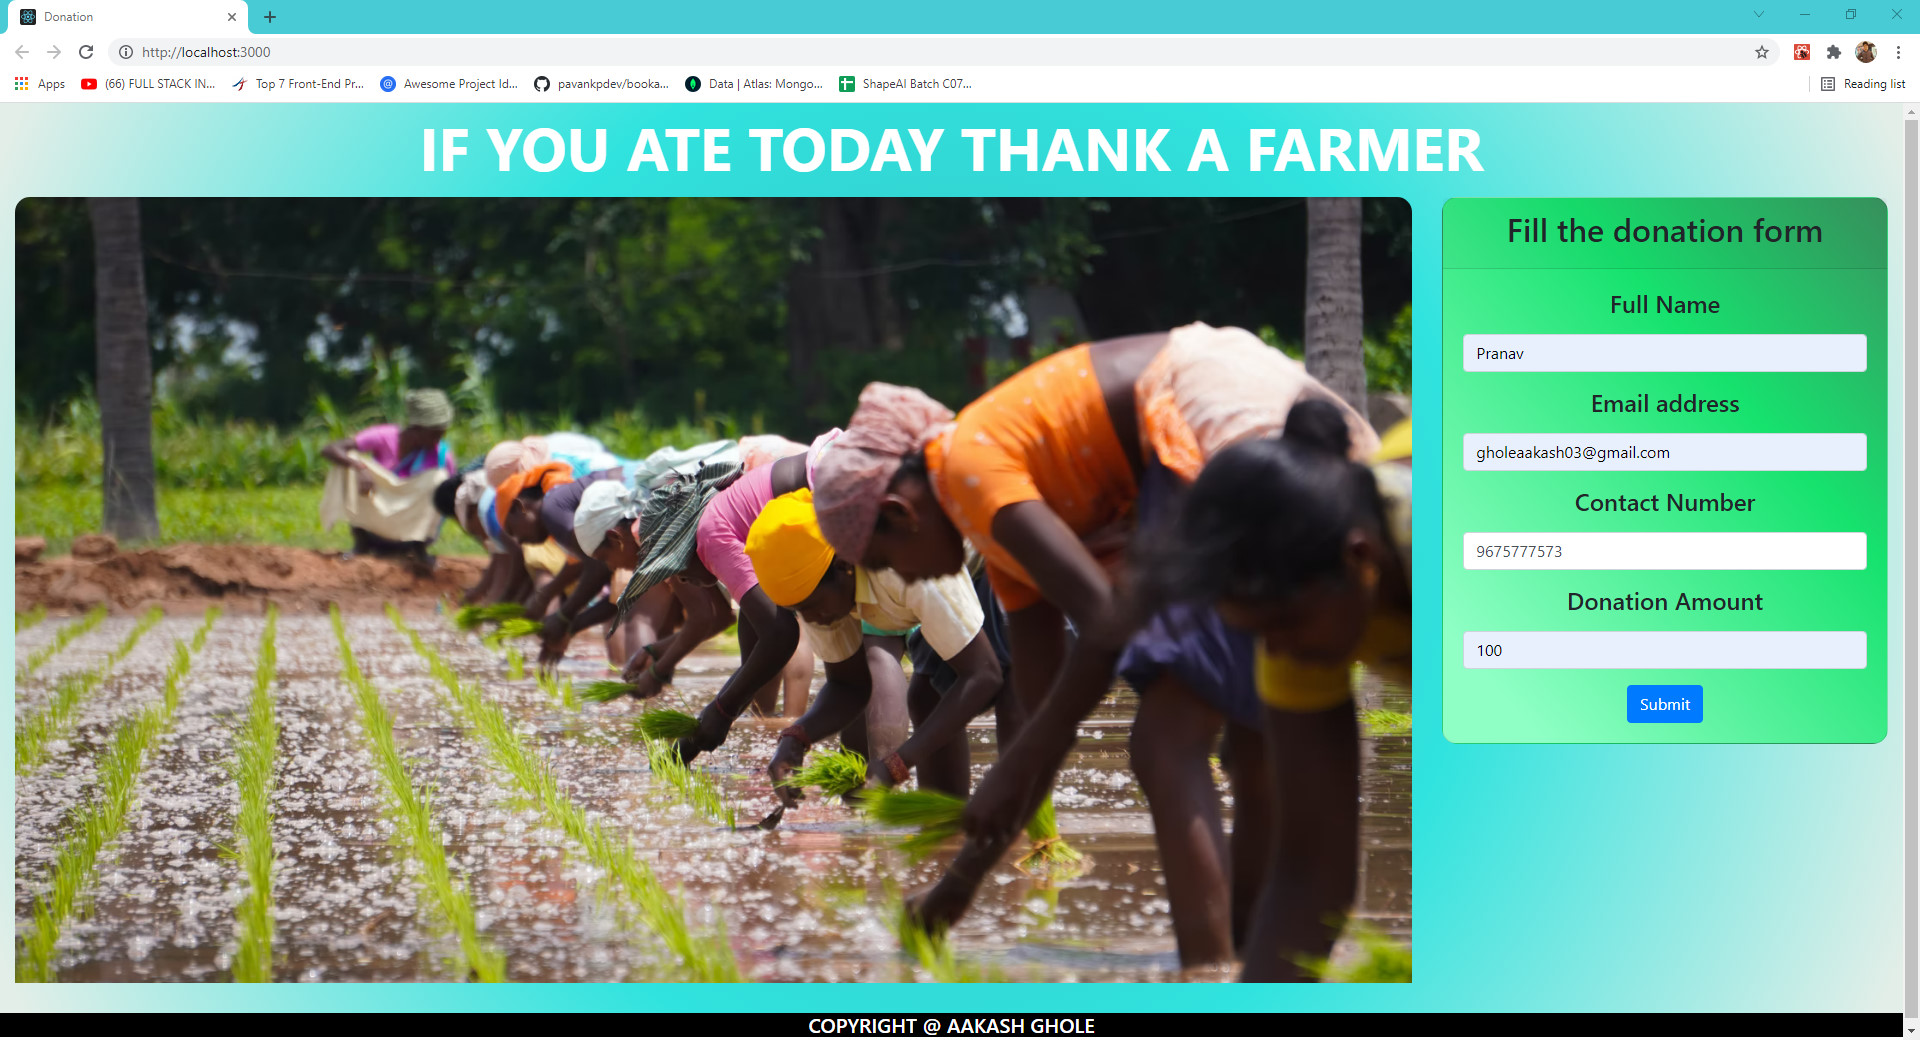 Donation
http://localhost:3000
Apps (66) FULL STACK IN... Top 7 Front-End Pr... Awesome Project Id... pavankpdev/booka... Data | Atlas: Mongo... ShapeAI Batch C07... Reading list
IF YOU ATE TODAY THANK A FARMER
Fill the donation form
Full Name
Pranav
Email address
gholeaakash03@gmail.com
Contact Number
9675777573
Donation Amount
100
Submit
COPYRIGHT @ AAKASH GHOLE